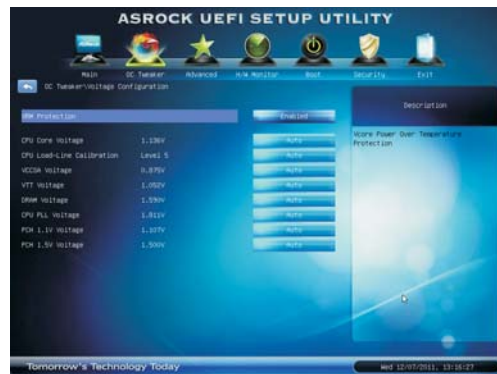 ASROCK UEFI SETUP UTILITY
Main OC Tweaker Advanced H/W Monitor Boot Security Exit
OC Tweaker\Voltage Configuration
Description
VRM Protection Enabled
Vcore Power Over Temperature
Protection
CPU Core Voltage 1.136V Auto
CPU Load-Line Calibration Level 5 Auto
VCCSA Voltage 0.875V Auto
VTT Voltage 1.052V Auto
DRAM Voltage 1.590V Auto
CPU PLL Voltage 1.811V Auto
PCH 1.1V Voltage 1.107V Auto
PCH 1.5V Voltage 1.500V Auto
Tomorrow's Technology Today
Wed 12/07/2011, 13:16:27